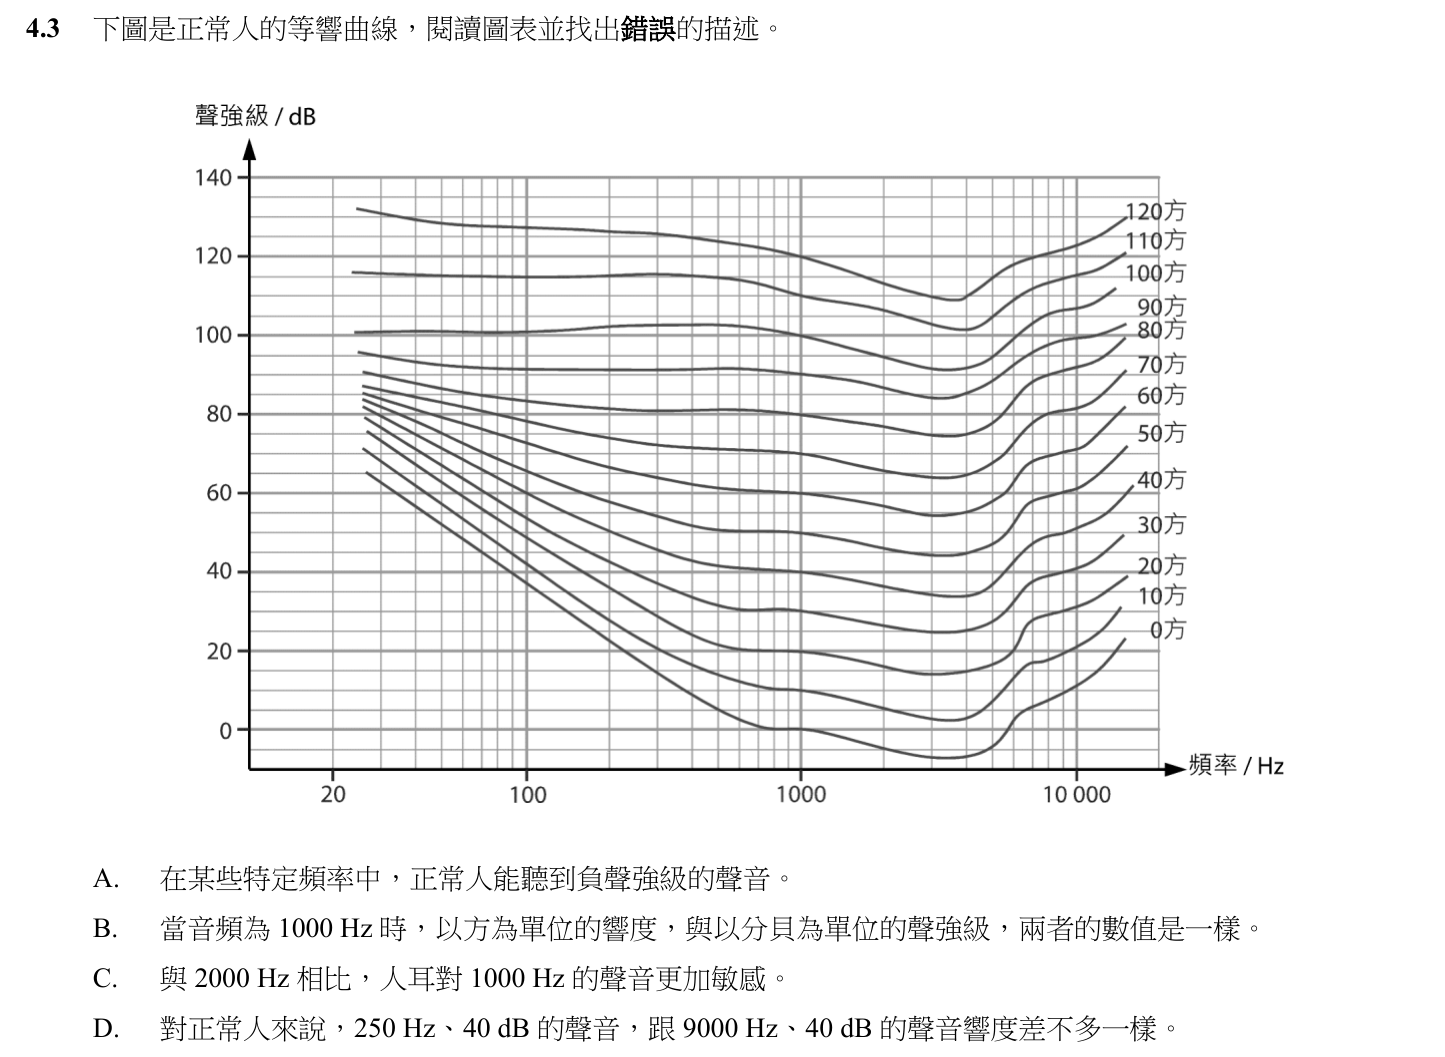 4.3 下圖是正常人的等響曲線，閱讀圖表並找出錯誤的描述。
聲強級 / dB
140
120
100
80
60
40
20
0
120方
110方
100方
90方
80方
70方
60方
50方
40方
30方
20方
10方
0方
頻率 / Hz
20 100 1000 10 000
A. 在某些特定頻率中，正常人能聽到負聲強級的聲音。
B. 當音頻為 1000 Hz 時，以方為單位的響度，與以分貝為單位的聲強級，兩者的數值是一樣。
C. 與 2000 Hz 相比，人耳對 1000 Hz 的聲音更加敏感。
D. 對正常人來說，250 Hz、40 dB 的聲音，跟 9000 Hz、40 dB 的聲音響度差不多一樣。